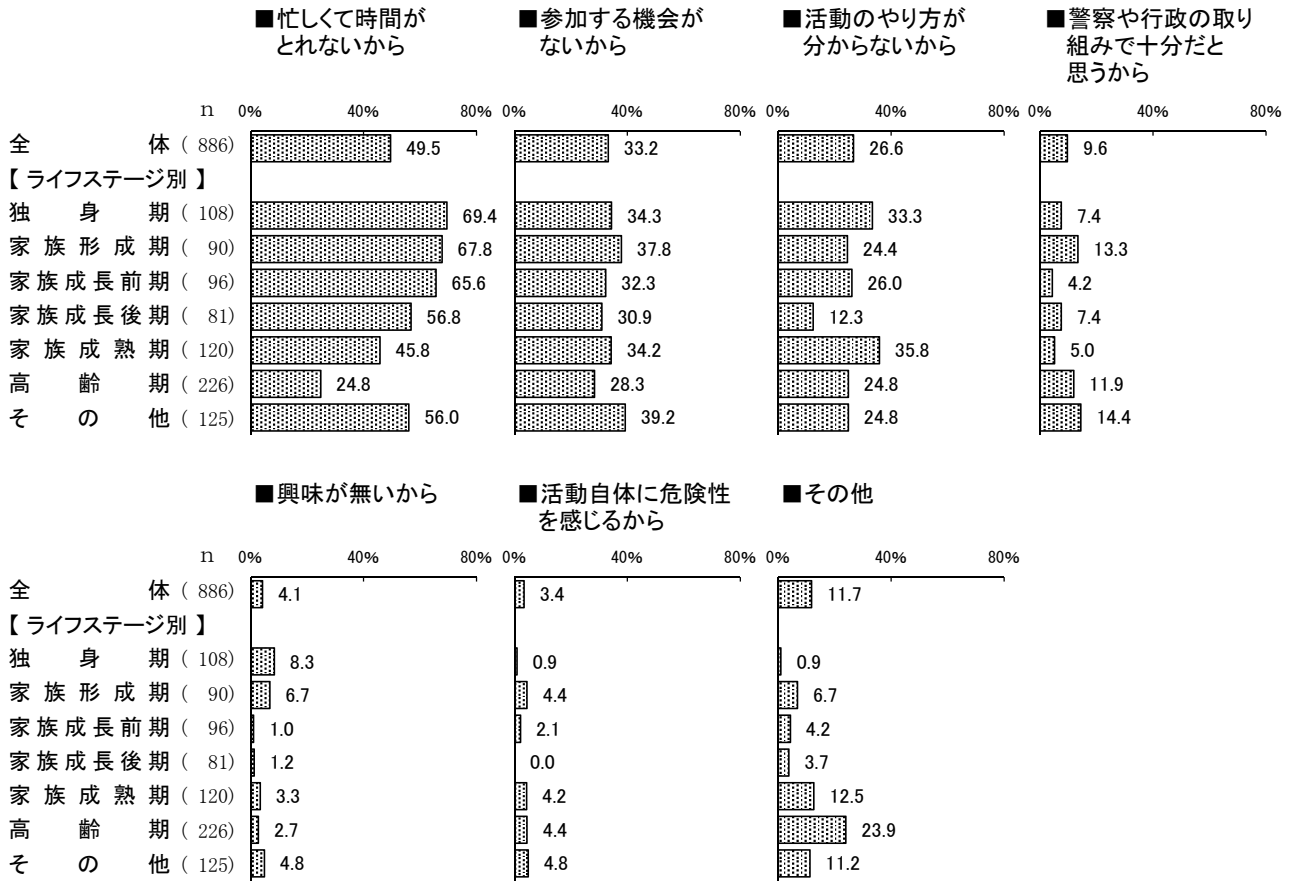 ■忙しくて時間が
とれないから
■参加する機会が
ないから
■活動のやり方が
分からないから
■警察や行政の取り
組みで十分だと
思うから
n 0% 40% 80% 0% 40% 80% 0% 40% 80% 0% 40% 80%
全体 ( 886) 49.5 33.2 26.6 9.6
【 ライフステージ別 】
独身期 ( 108) 69.4 34.3 33.3 7.4
家族形成期 ( 90) 67.8 37.8 24.4 13.3
家族成長前期 ( 96) 65.6 32.3 26.0 4.2
家族成長後期 ( 81) 56.8 30.9 12.3 7.4
家族成熟期 ( 120) 45.8 34.2 35.8 5.0
高齢期 ( 226) 24.8 28.3 24.8 11.9
その他 ( 125) 56.0 39.2 24.8 14.4
■興味が無いから
■活動自体に危険性
を感じるから
■その他
n 0% 40% 80% 0% 40% 80% 0% 40% 80%
全体 ( 886) 4.1 3.4 11.7
【 ライフステージ別 】
独身期 ( 108) 8.3 0.9 0.9
家族形成期 ( 90) 6.7 4.4 6.7
家族成長前期 ( 96) 1.0 2.1 4.2
家族成長後期 ( 81) 1.2 0.0 3.7
家族成熟期 ( 120) 3.3 4.2 12.5
高齢期 ( 226) 2.7 4.4 23.9
その他 ( 125) 4.8 4.8 11.2